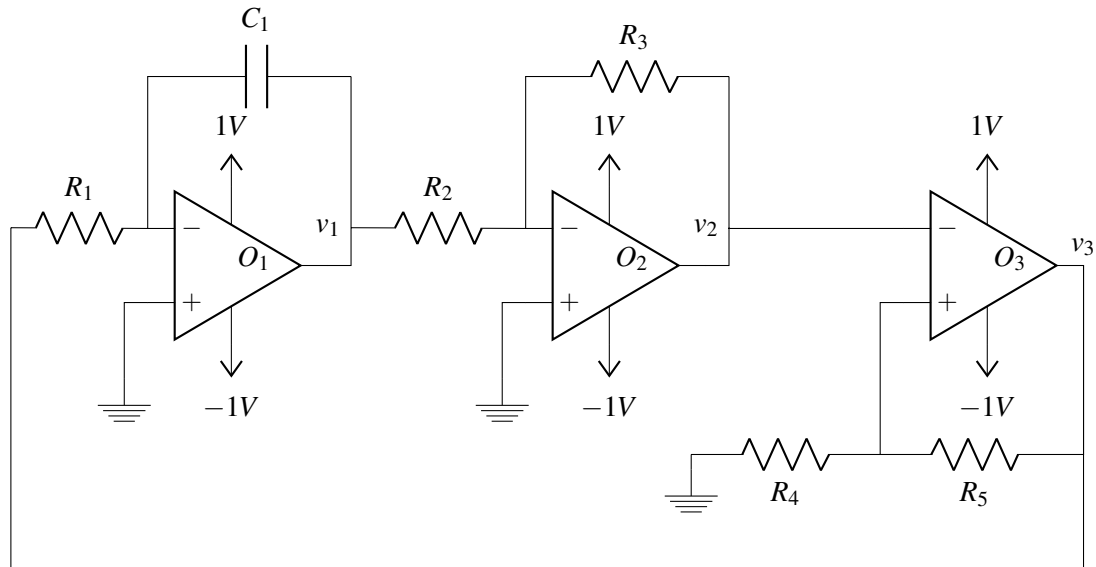 C₁
R₃
1V
1V
1V
R₁
R₂
v₁
v₂
v₃
−
−
−
O₁
O₂
O₃
+
+
+
−1V
−1V
−1V
R₄
R₅